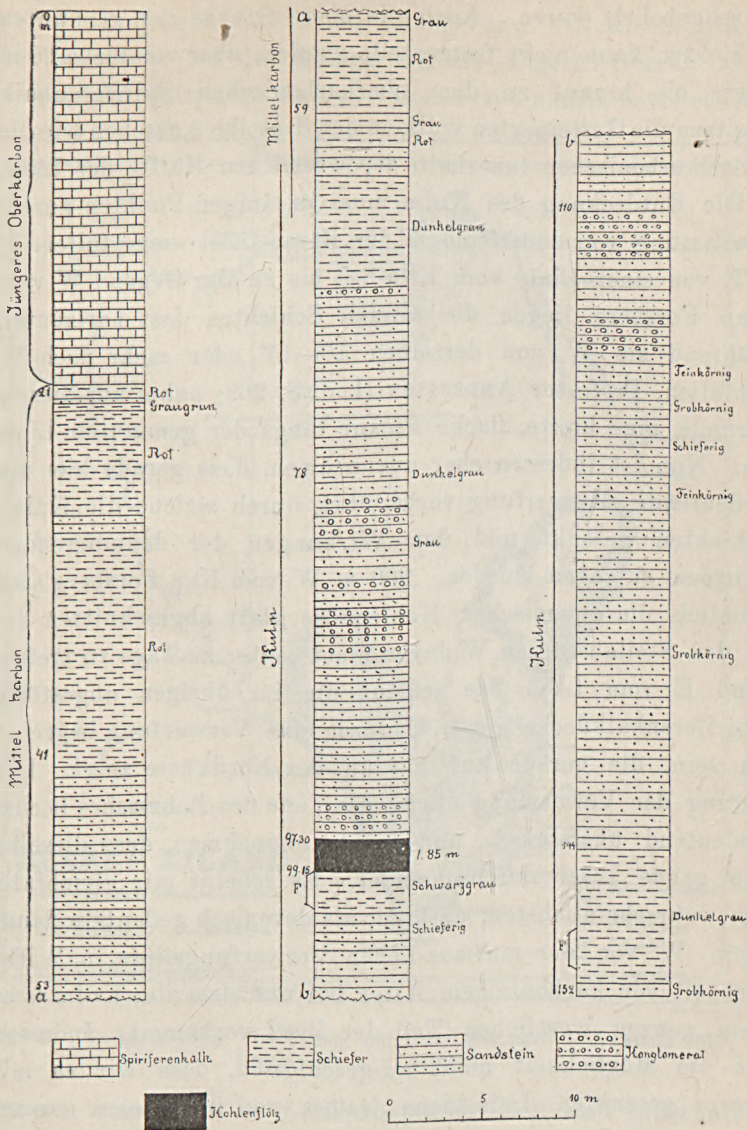 0
m
Jüngeres Oberkarbon
21
Rot
Graugrün
Rot
Rot
41
Mittel karbon
53
a
a
Grau
Rot
Mittelkarbon
59
Grau
Rot
Dunkelgrau
78
Dunkelgrau
Grau
Kulm
97·30
1. 85 m
99·15
F
Schwarzgrau
Schieferig
b
b
110
Feinkörnig
Grobkörnig
Schieferig
Feinkörnig
Kulm
Grobkörnig
144
Dunkelgrau
F
152
Grobkörnig
Spiriferenkalk
Schiefer
Sandstein
Konglomerat
Kohlenflötz
0 5 10 m